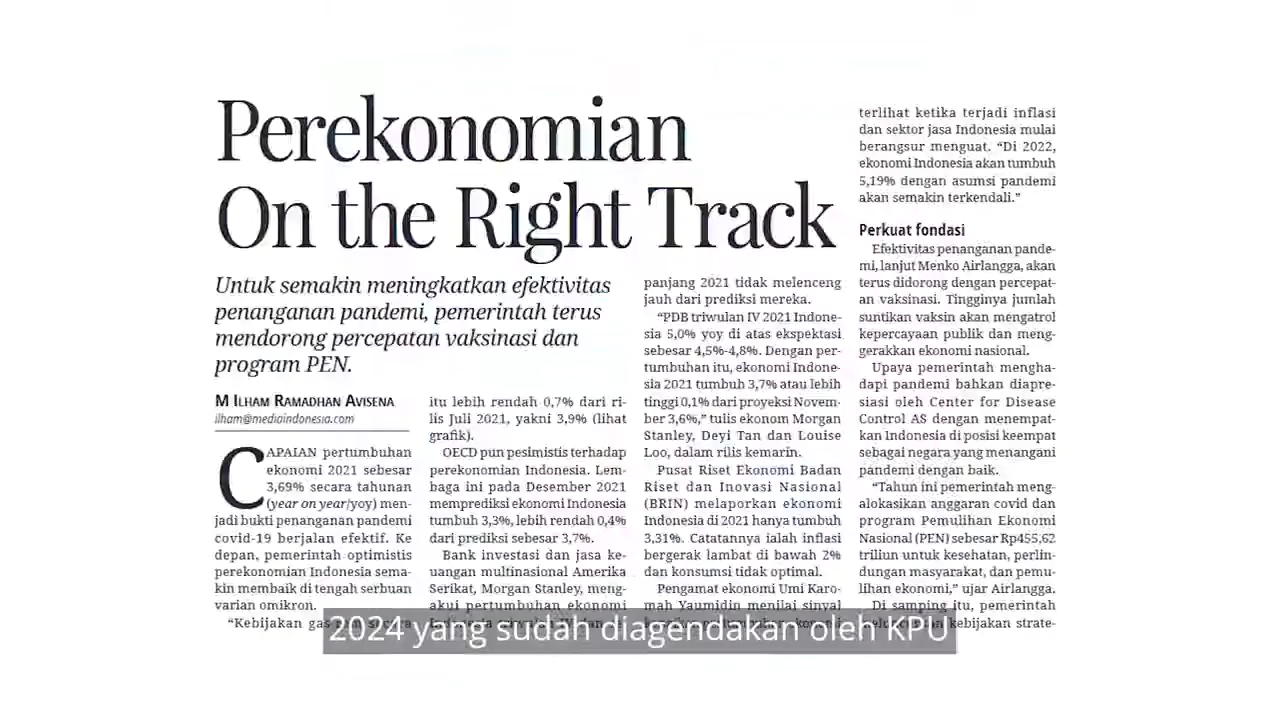 Perekonomian
On the Right Track
Untuk semakin meningkatkan efektivitas
penanganan pandemi, pemerintah terus
mendorong percepatan vaksinasi dan
program PEN.
M ILHAM RAMADHAN AVISENA
ilham@mediaindonesia.com
CAPAIAN pertumbuhan
ekonomi 2021 sebesar
3,69% secara tahunan
(year on year/yoy) men-
jadi bukti penanganan pandemi
covid-19 berjalan efektif. Ke
depan, pemerintah optimistis
perekonomian Indonesia sema-
kin membaik di tengah serbuan
varian omikron.
“Kebijakan gas
itu lebih rendah 0,7% dari ri-
lis Juli 2021, yakni 3,9% (lihat
grafik).
OECD pun pesimistis terhadap
perekonomian Indonesia. Lem-
baga ini pada Desember 2021
memprediksi ekonomi Indonesia
tumbuh 3,3%, lebih rendah 0,4%
dari prediksi sebesar 3,7%.
Bank investasi dan jasa ke-
uangan multinasional Amerika
Serikat, Morgan Stanley, meng-
akui pertumbuhan ekonomi
panjang 2021 tidak melenceng
jauh dari prediksi mereka.
“PDB triwulan IV 2021 Indone-
sia 5,0% yoy di atas ekspektasi
sebesar 4,5%-4,8%. Dengan per-
tumbuhan itu, ekonomi Indone-
sia 2021 tumbuh 3,7% atau lebih
tinggi 0,1% dari proyeksi Novem-
ber 3,6%,” tulis ekonom Morgan
Stanley, Deyi Tan dan Louise
Loo, dalam rilis kemarin.
Pusat Riset Ekonomi Badan
Riset dan Inovasi Nasional
(BRIN) melaporkan ekonomi
Indonesia di 2021 hanya tumbuh
3,31%. Catatannya ialah inflasi
bergerak lambat di bawah 2%
dan konsumsi tidak optimal.
Pengamat ekonomi Umi Karo-
mah Yaumidin menilai sinyal
terlihat ketika terjadi inflasi
dan sektor jasa Indonesia mulai
berangsur menguat. “Di 2022,
ekonomi Indonesia akan tumbuh
5,19% dengan asumsi pandemi
akan semakin terkendali.”
Perkuat fondasi
Efektivitas penanganan pande-
mi, lanjut Menko Airlangga, akan
terus didorong dengan percepat-
an vaksinasi. Tingginya jumlah
suntikan vaksin akan mengatrol
kepercayaan publik dan meng-
gerakkan ekonomi nasional.
Upaya pemerintah mengha-
dapi pandemi bahkan diapre-
siasi oleh Center for Disease
Control AS dengan menempat-
kan Indonesia di posisi keempat
sebagai negara yang menangani
pandemi dengan baik.
“Tahun ini pemerintah meng-
alokasikan anggaran covid dan
program Pemulihan Ekonomi
Nasional (PEN) sebesar Rp455,62
triliun untuk kesehatan, perlin-
dungan masyarakat, dan pemu-
lihan ekonomi,” ujar Airlangga.
Di samping itu, pemerintah
kebijakan strate-
2024 yang sudah diagendakan oleh KPU